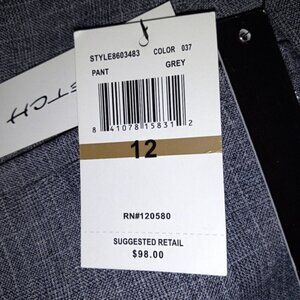 STYLE8603483 COLOR 037
PANT GREY
8 41078 15831 2
12
RN#120580
SUGGESTED RETAIL
$98.00